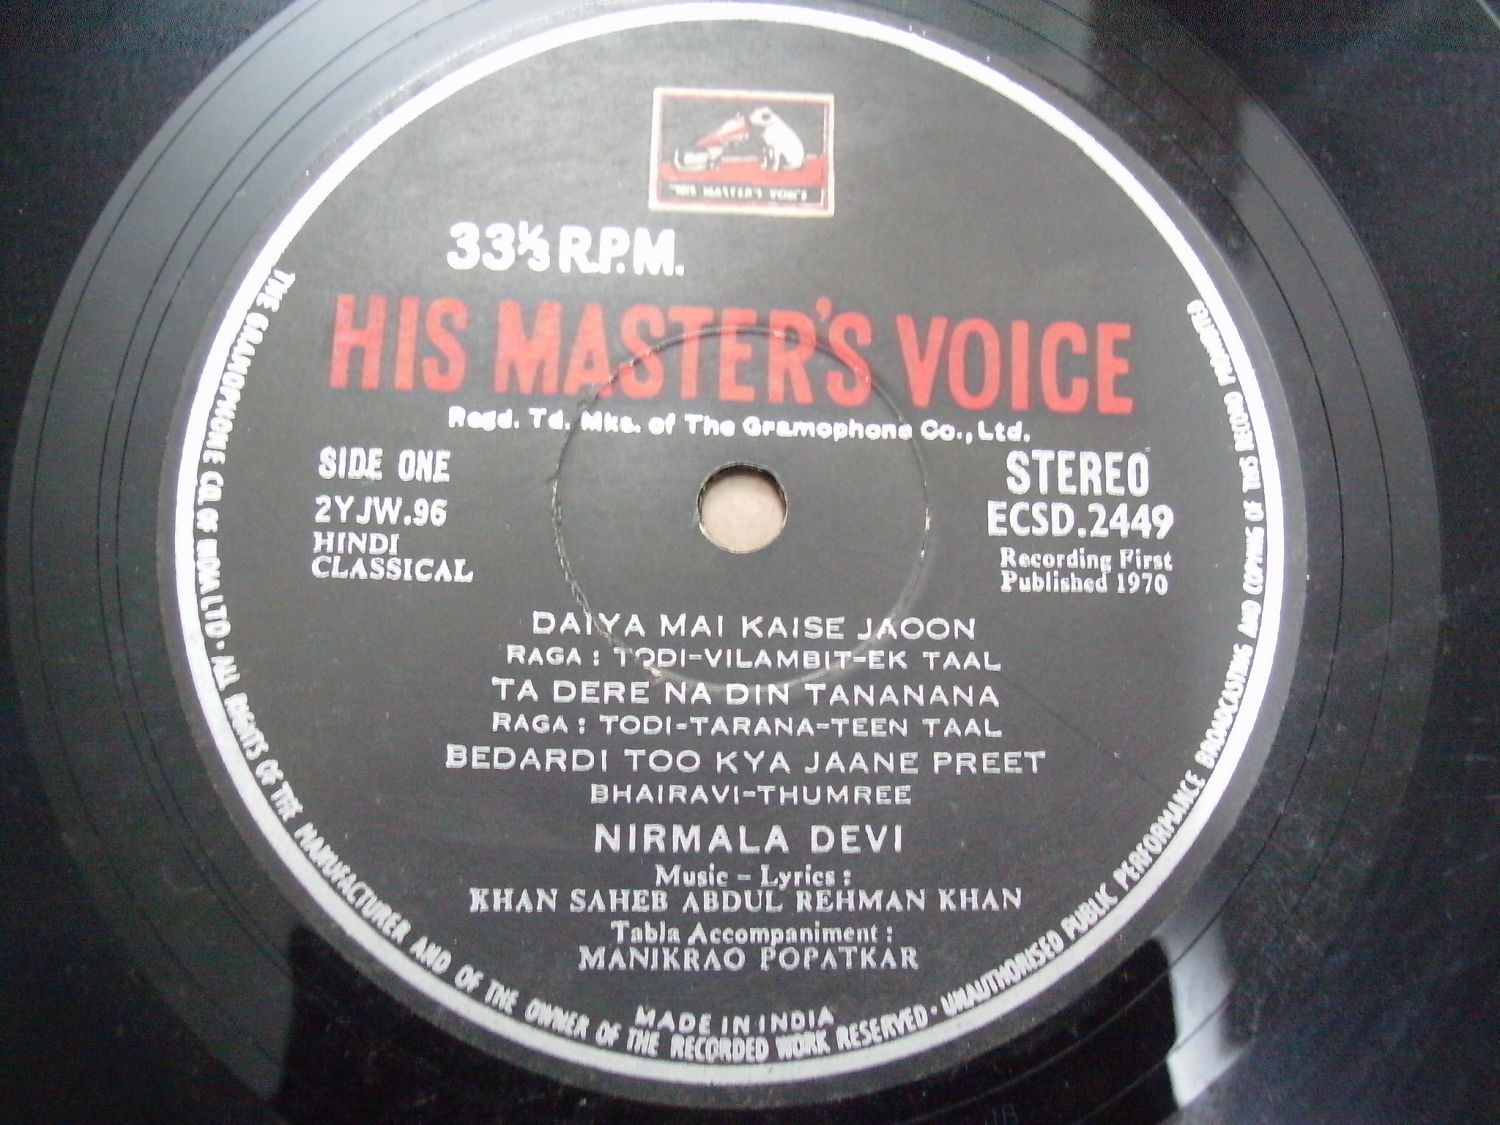 "HIS MASTER'S VOICE"
33⅓ R.P.M.
HIS MASTER'S VOICE
Regd. Td. Mks. of The Gramophone Co., Ltd.
SIDE ONE
2YJW.96
HINDI
CLASSICAL
STEREO
ECSD.2449
Recording First
Published 1970
DAIYA MAI KAISE JAOON
RAGA : TODI-VILAMBIT-EK TAAL
TA DERE NA DIN TANANANA
RAGA : TODI-TARANA-TEEN TAAL
BEDARDI TOO KYA JAANE PREET
BHAIRAVI-THUMREE
NIRMALA DEVI
Music - Lyrics :
KHAN SAHEB ABDUL REHMAN KHAN
Tabla Accompaniment :
MANIKRAO POPATKAR
MADE IN INDIA
THE GRAMOPHONE CO. OF INDIA LTD · ALL RIGHTS OF THE MANUFACTURER AND OF THE OWNER OF THE RECORDED WORK RESERVED · UNAUTHORISED PUBLIC PERFORMANCE BROADCASTING AND COPYING OF THIS RECORD PROHIBITED